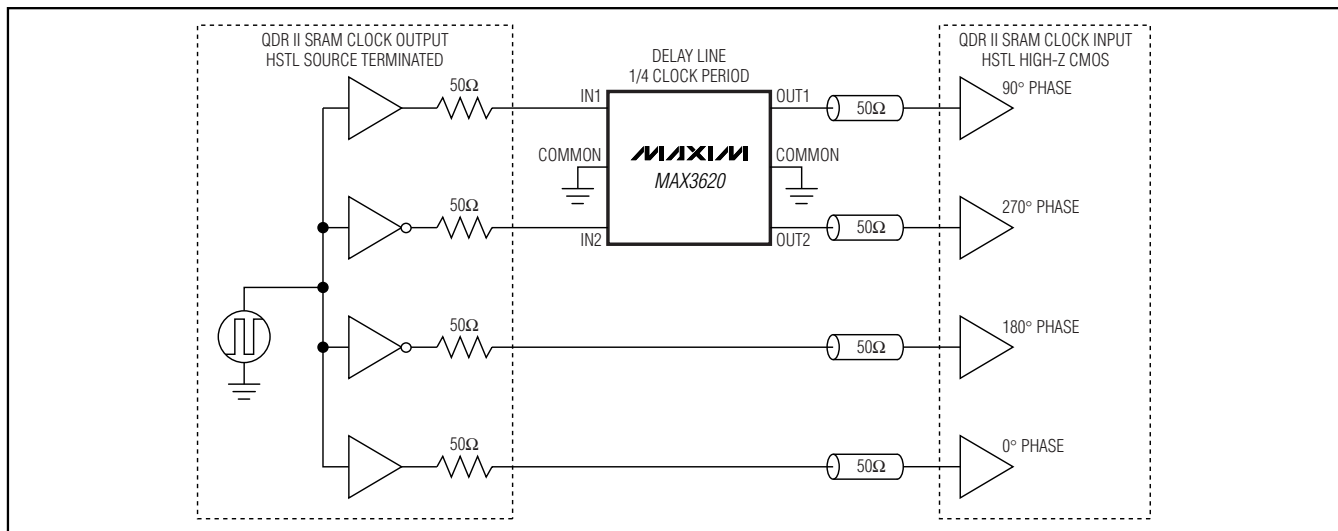 QDR II SRAM CLOCK OUTPUT
HSTL SOURCE TERMINATED
DELAY LINE
1/4 CLOCK PERIOD
QDR II SRAM CLOCK INPUT
HSTL HIGH-Z CMOS
50Ω
IN1
OUT1
50Ω
90° PHASE
COMMON
MAXIM
MAX3620
COMMON
50Ω
IN2
OUT2
50Ω
270° PHASE
50Ω
50Ω
180° PHASE
50Ω
50Ω
0° PHASE